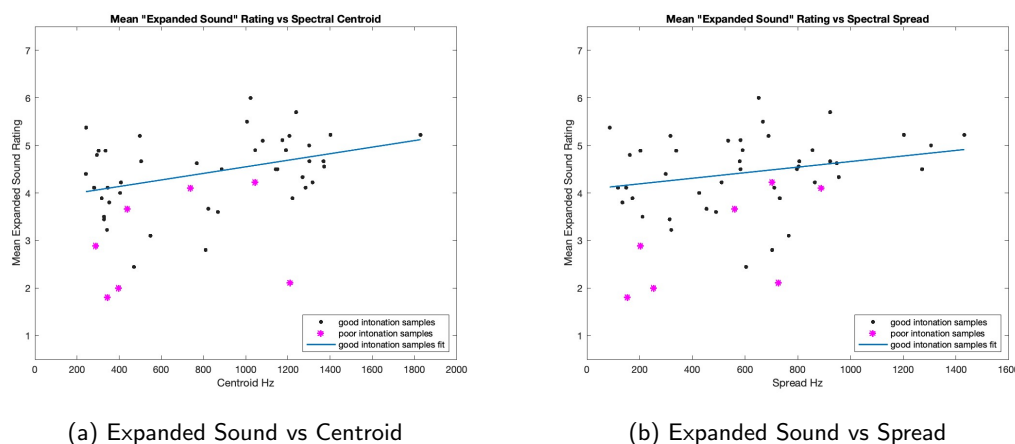 Mean "Expanded Sound" Rating vs Spectral Centroid
7
6
5
4
3
2
1
Mean Expanded Sound Rating
good intonation samples
poor intonation samples
good intonation samples fit
0 200 400 600 800 1000 1200 1400 1600 1800 2000
Centroid Hz
(a) Expanded Sound vs Centroid
Mean "Expanded Sound" Rating vs Spectral Spread
7
6
5
4
3
2
1
Mean Expanded Sound Rating
good intonation samples
poor intonation samples
good intonation samples fit
0 200 400 600 800 1000 1200 1400 1600
Spread Hz
(b) Expanded Sound vs Spread